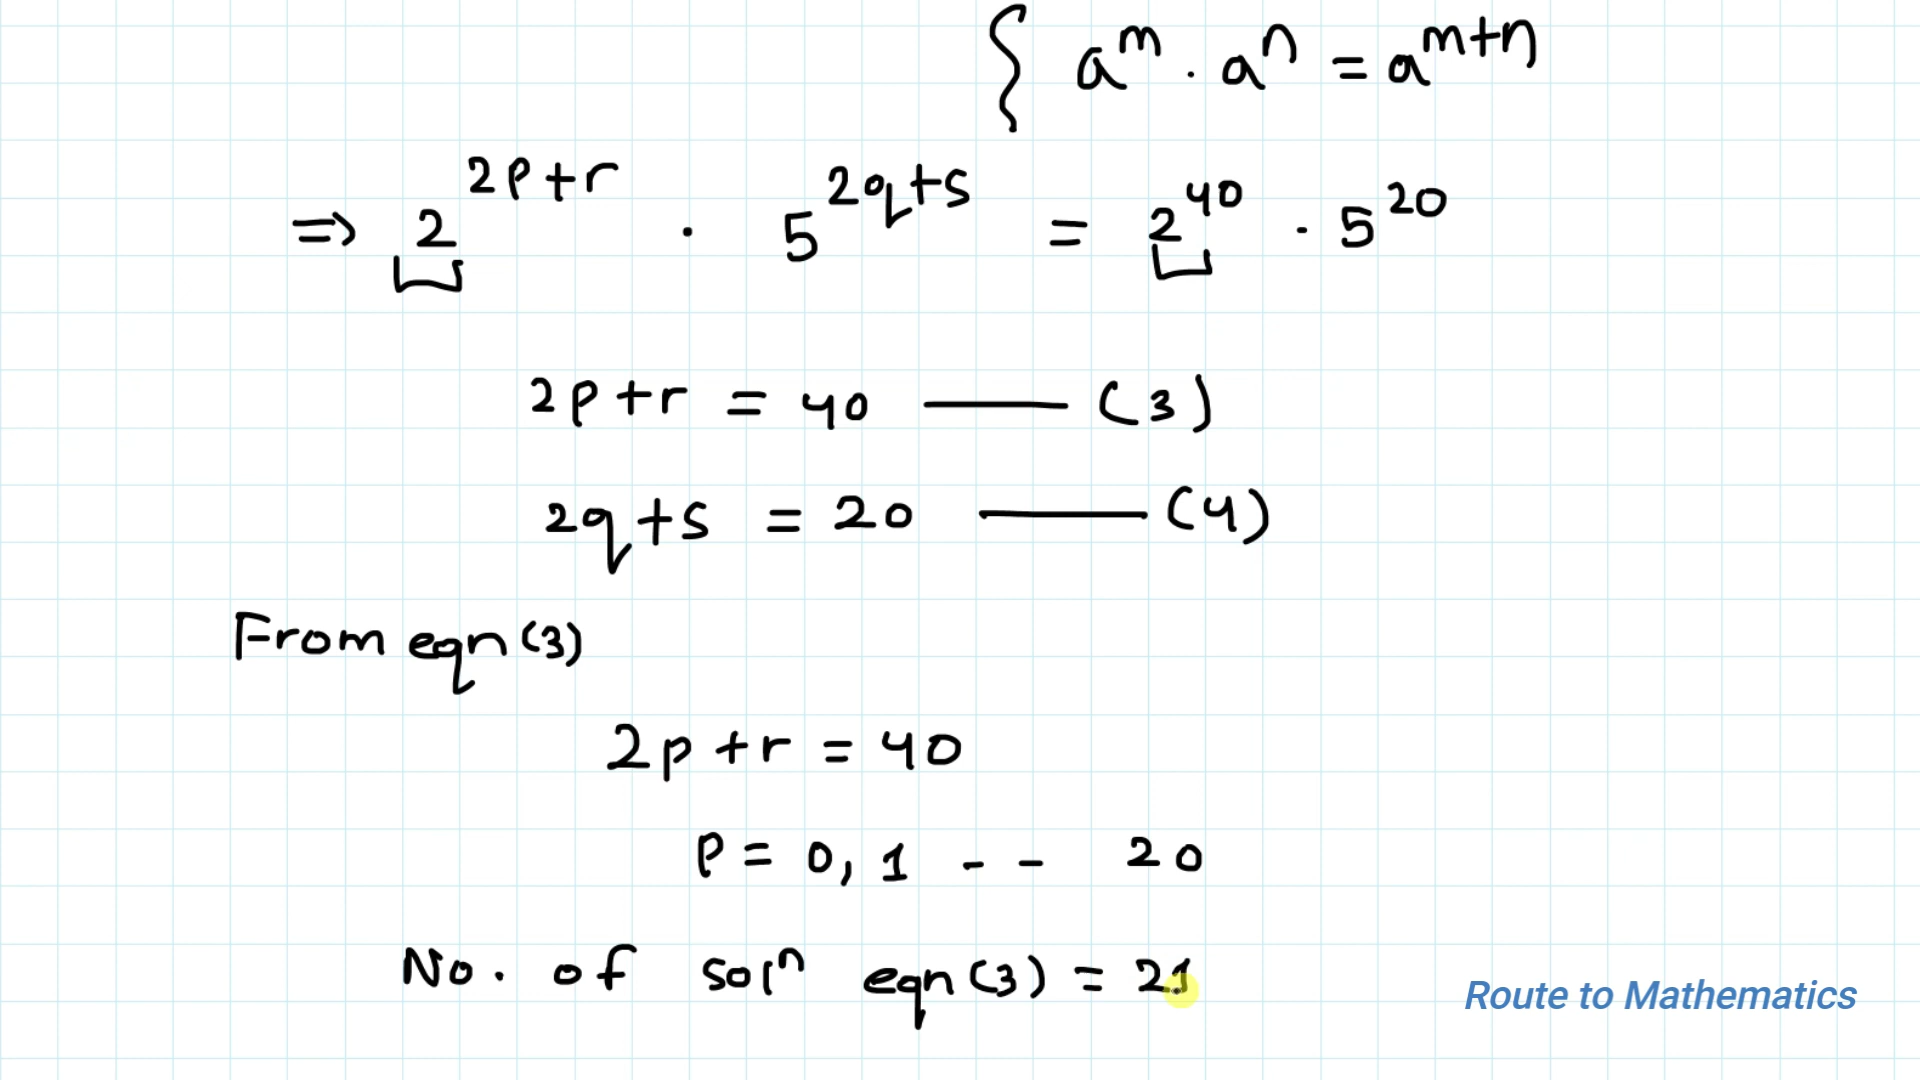 { a^m . a^n = a^{m+n}
⇒ 2^{2p+r} · 5^{2q+s} = 2^{40} · 5^{20}
2p+r = 40 —— (3)
2q+s = 20 —— (4)
From eqn (3)
2p+r = 40
p = 0, 1 - - 20
No. of sol^n eqn (3) = 21
Route to Mathematics